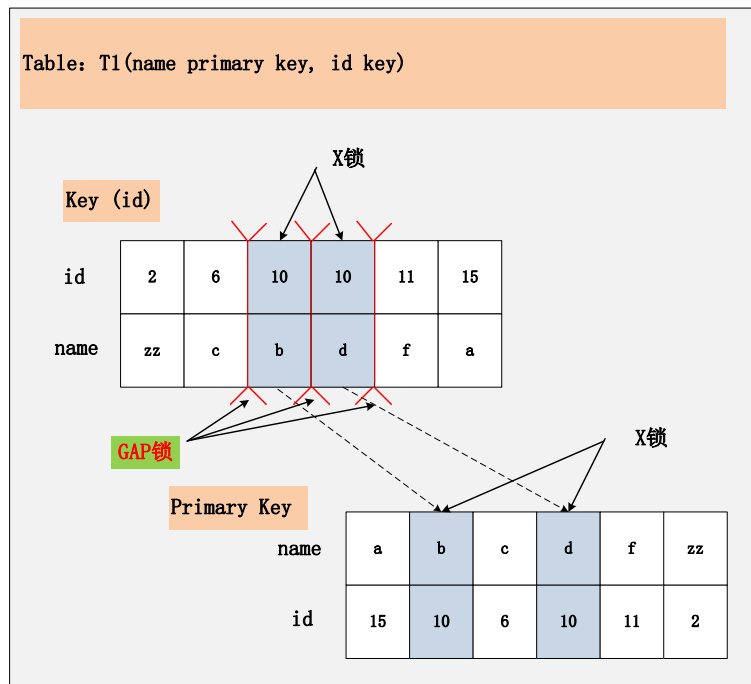 Table: T1(name primary key, id key)
X锁
Key (id)
id 2 6 10 10 11 15
name zz c b d f a
GAP锁
X锁
Primary Key
name a b c d f zz
id 15 10 6 10 11 2